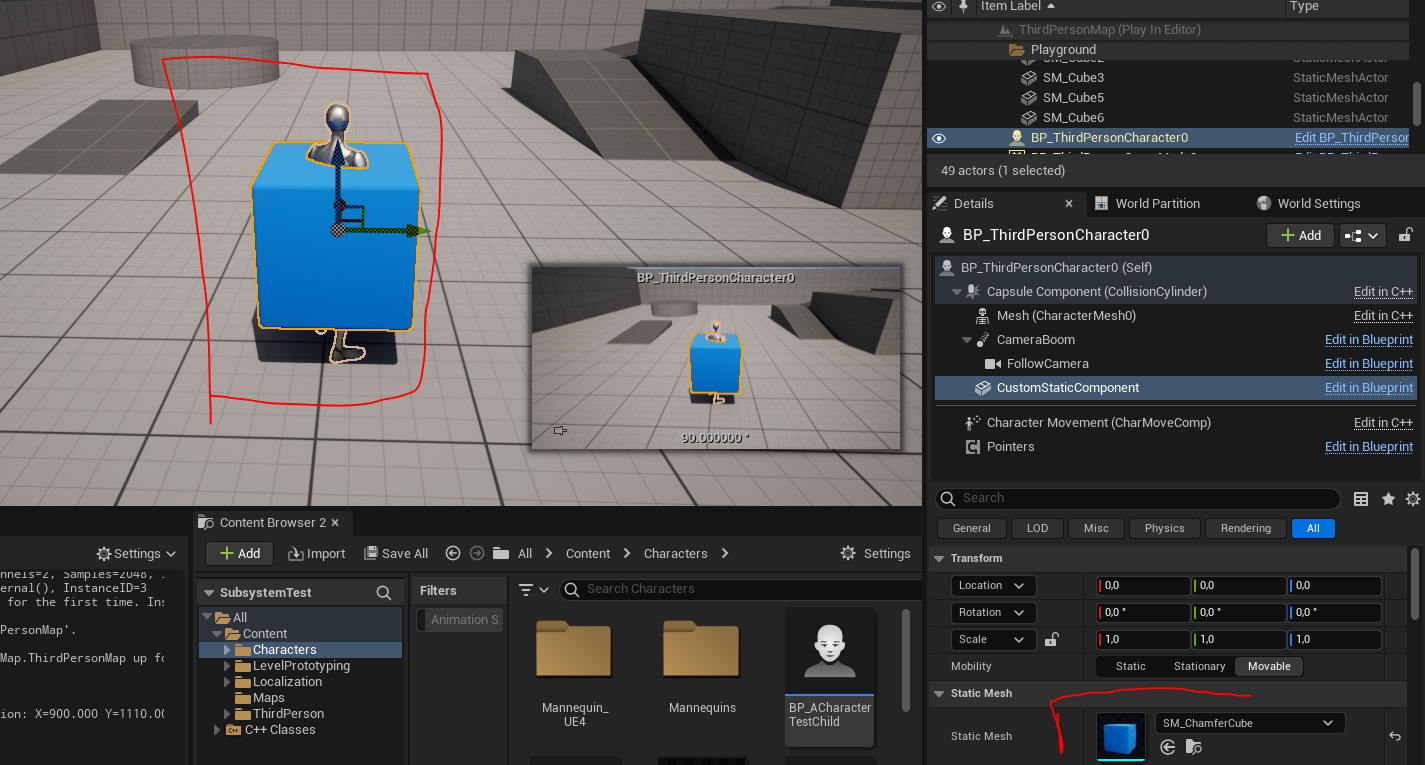 Item Label
Type
ThirdPersonMap (Play In Editor)
Playground
SM_Cube2
SM_Cube3 StaticMeshActor
SM_Cube5 StaticMeshActor
SM_Cube6 StaticMeshActor
BP_ThirdPersonCharacter0 Edit BP_ThirdPerson
49 actors (1 selected)
Details
World Partition
World Settings
BP_ThirdPersonCharacter0
Add
BP_ThirdPersonCharacter0 (Self)
Capsule Component (CollisionCylinder) Edit in C++
Mesh (CharacterMesh0) Edit in C++
CameraBoom Edit in Blueprint
FollowCamera Edit in Blueprint
CustomStaticComponent Edit in Blueprint
Character Movement (CharMoveComp) Edit in C++
Pointers Edit in Blueprint
Search
General LOD Misc Physics Rendering All
Transform
Location 0,0 0,0 0,0
Rotation 0,0 ° 0,0 ° 0,0 °
Scale 1,0 1,0 1,0
Mobility Static Stationary Movable
Static Mesh
Static Mesh SM_ChamferCube
BP_ThirdPersonCharacter0
90.000000 °
Content Browser 2
Settings
Add Import Save All All Content Characters Settings
nnels=2, Samples=2048,
ernal(), InstanceID=3
for the first time. Ins
PersonMap'.
Map.ThirdPersonMap up fo
ion: X=900.000 Y=1110.00
SubsystemTest
All
Content
Characters
LevelPrototyping
Localization
Maps
ThirdPerson
C++ Classes
Filters
Animation S
Search Characters
Mannequin_
UE4
Mannequins
BP_ACharacter
TestChild